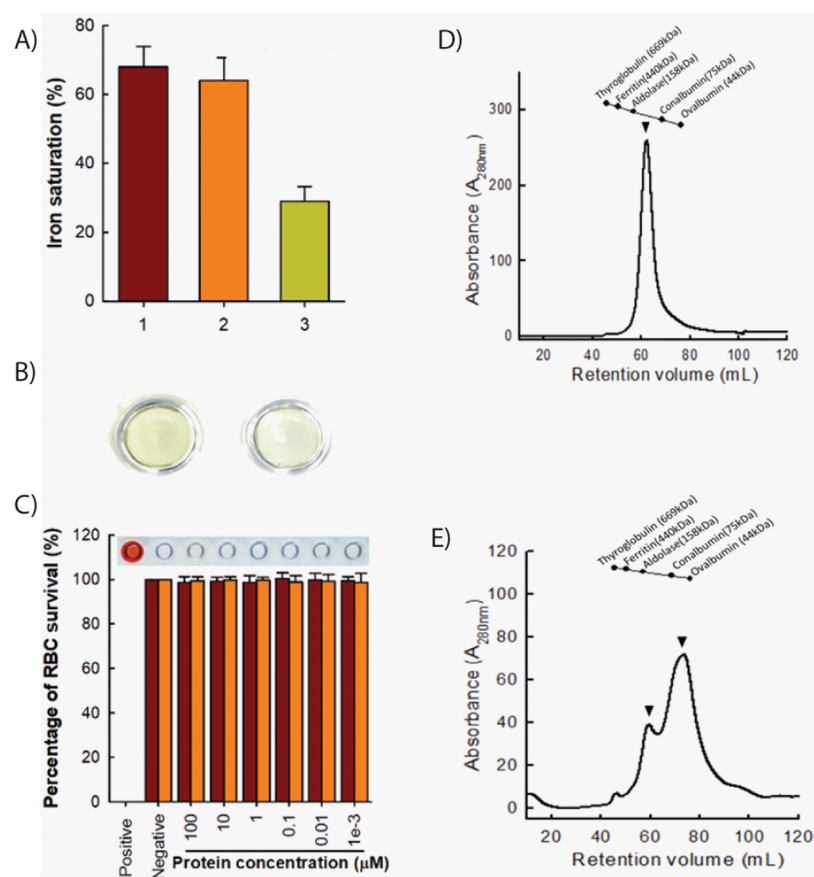 A)
Iron saturation (%)
80
60
40
20
0
1 2 3
B)
C)
Percentage of RBC survival (%)
120
100
80
60
40
20
0
Positive
Negative
100
10
1
0.1
0.01
1e-3
Protein concentration (μM)
D)
Thyroglobulin (669kDa)
Ferritin(440kDa)
Aldolase(158kDa)
Conalbumin(75kDa)
Ovalbumin (44kDa)
Absorbance (A280nm)
300
200
100
0
20 40 60 80 100 120
Retention volume (mL)
E)
Thyroglobulin (669kDa)
Ferritin(440kDa)
Aldolase(158kDa)
Conalbumin(75kDa)
Ovalbumin (44kDa)
Absorbance (A280nm)
120
100
80
60
40
20
0
20 40 60 80 100 120
Retention volume (mL)